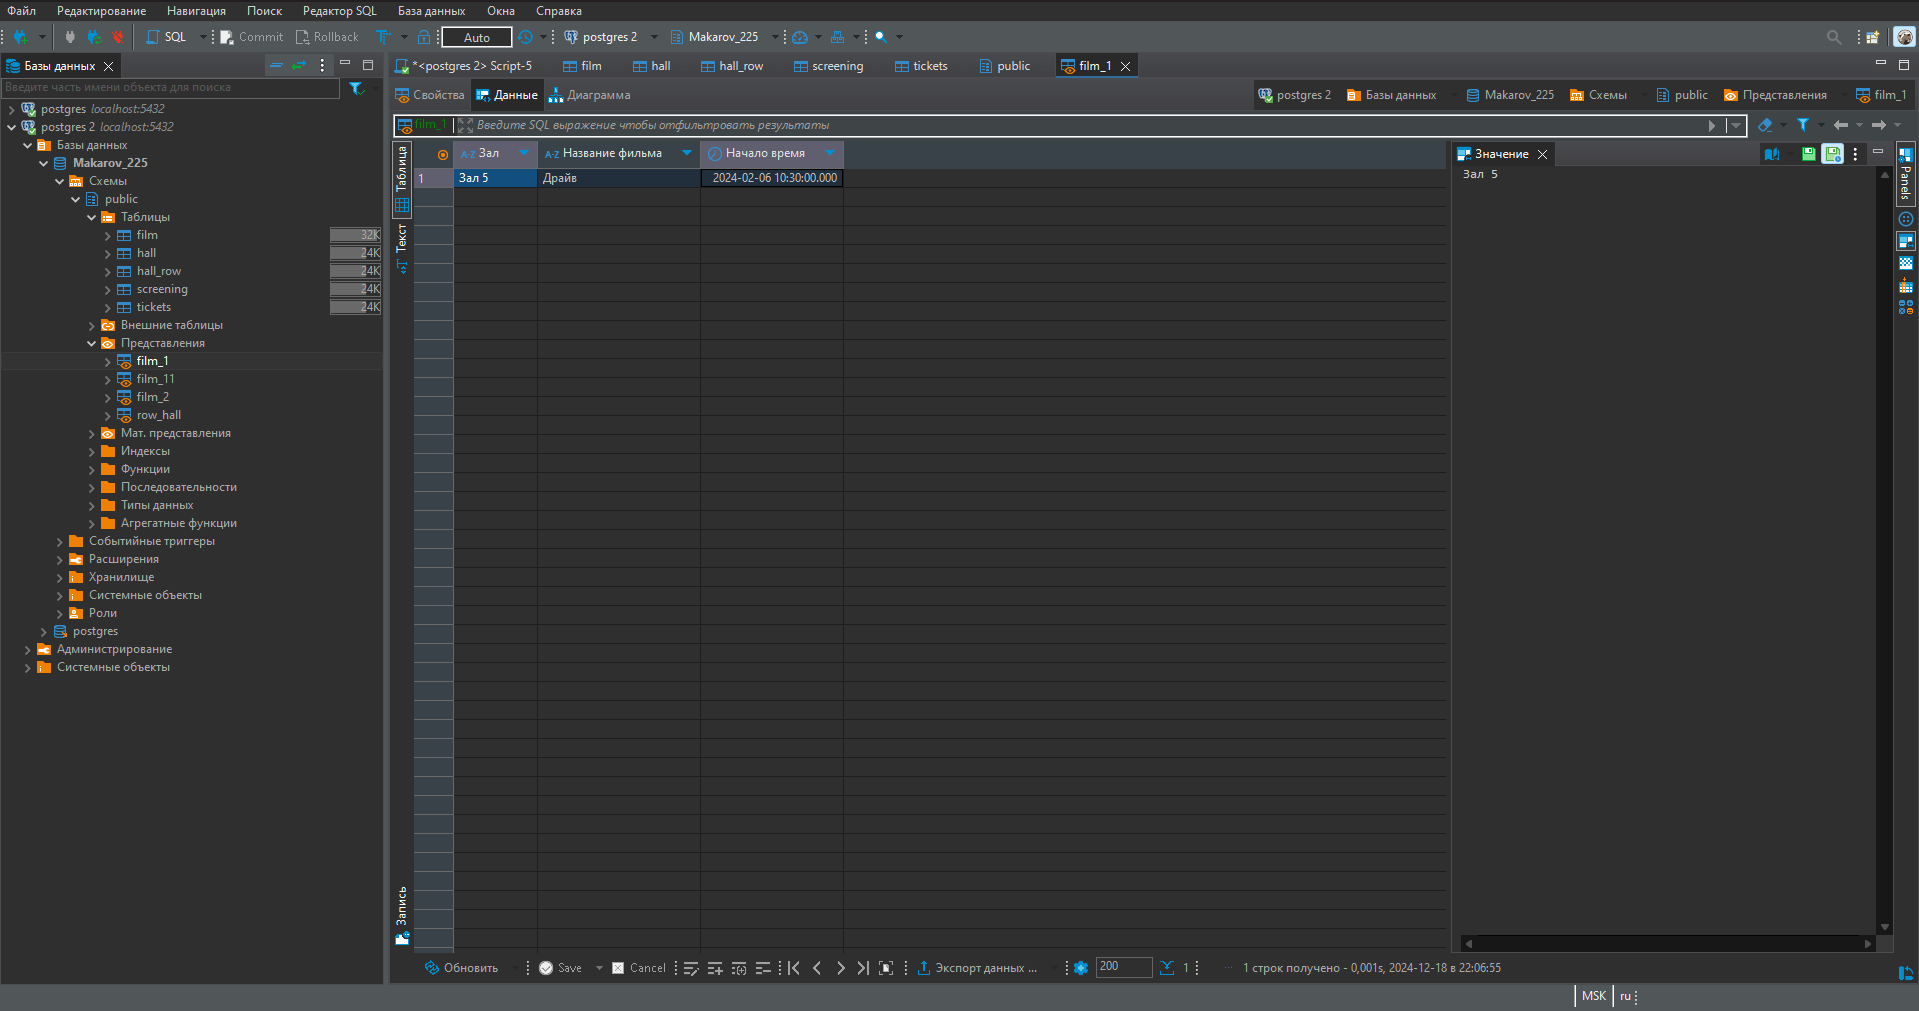 Файл Редактирование Навигация Поиск Редактор SQL База данных Окна Справка
SQL Commit Rollback Auto postgres 2 Makarov_225
Базы данных
Введите часть имени объекта для поиска
postgres localhost:5432
postgres 2 localhost:5432
Базы данных
Makarov_225
Схемы
public
Таблицы
film 32K
hall 24K
hall_row 24K
screening 24K
tickets 24K
Внешние таблицы
Представления
film_1
film_11
film_2
row_hall
Мат. представления
Индексы
Функции
Последовательности
Типы данных
Агрегатные функции
Событийные триггеры
Расширения
Хранилище
Системные объекты
Роли
postgres
Администрирование
Системные объекты
*<postgres 2> Script-5 film hall hall_row screening tickets public film_1
Свойства Данные Диаграмма
postgres 2 Базы данных Makarov_225 Схемы public Представления film_1
film_1 Введите SQL выражение чтобы отфильтровать результаты
Таблица
Текст
Запись
A-Z Зал A-Z Название фильма Начало время
1 Зал 5 Драйв 2024-02-06 10:30:00.000
Значение
Зал 5
Panels
Обновить Save Cancel Экспорт данных ... 200 1 1 строк получено - 0,001s, 2024-12-18 в 22:06:55
MSK ru